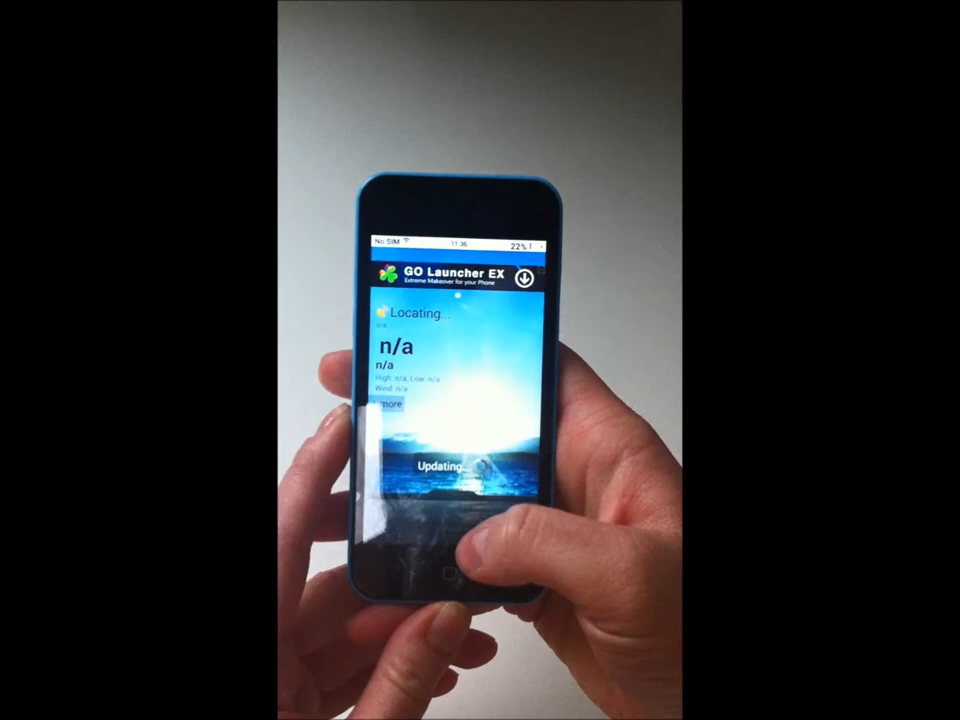 No SIM 11:36 22%
GO Launcher EX
Extreme Makeover for your Phone
Locating...
n/a
n/a
n/a
High: n/a, Low: n/a
Wind: n/a
more
Updating...